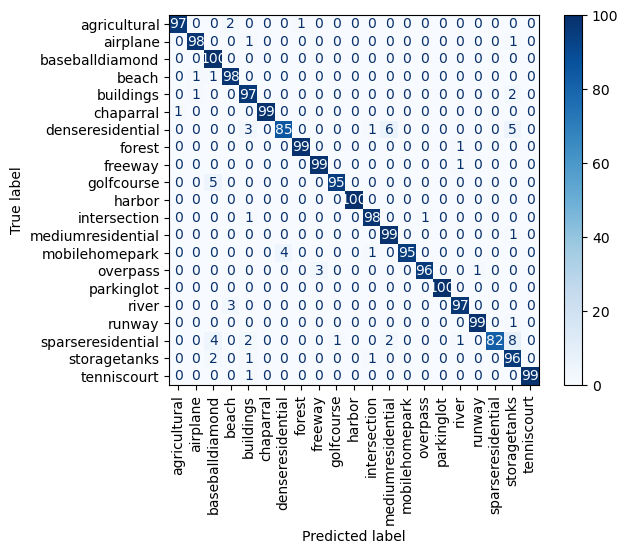 agricultural 97 0 0 2 0 0 0 1 0 0 0 0 0 0 0 0 0 0 0 0 0 100
airplane 0 98 0 0 1 0 0 0 0 0 0 0 0 0 0 0 0 0 0 1 0
baseballdiamond 0 0 100 0 0 0 0 0 0 0 0 0 0 0 0 0 0 0 0 0 0
beach 0 1 1 98 0 0 0 0 0 0 0 0 0 0 0 0 0 0 0 0 0
buildings 0 1 0 0 97 0 0 0 0 0 0 0 0 0 0 0 0 0 0 2 0 80
chaparral 1 0 0 0 0 99 0 0 0 0 0 0 0 0 0 0 0 0 0 0 0
denseresidential 0 0 0 0 3 0 85 0 0 0 0 1 6 0 0 0 0 0 0 5 0
forest 0 0 0 0 0 0 0 99 0 0 0 0 0 0 0 0 1 0 0 0 0
freeway 0 0 0 0 0 0 0 0 99 0 0 0 0 0 0 0 1 0 0 0 0 60
golfcourse 0 0 5 0 0 0 0 0 0 95 0 0 0 0 0 0 0 0 0 0 0
harbor 0 0 0 0 0 0 0 0 0 0 100 0 0 0 0 0 0 0 0 0 0
intersection 0 0 0 0 1 0 0 0 0 0 0 98 0 0 1 0 0 0 0 0 0
mediumresidential 0 0 0 0 0 0 0 0 0 0 0 0 99 0 0 0 0 0 0 1 0 40
mobilehomepark 0 0 0 0 0 0 4 0 0 0 0 1 0 95 0 0 0 0 0 0 0
overpass 0 0 0 0 0 0 0 0 3 0 0 0 0 0 96 0 0 1 0 0 0
parkinglot 0 0 0 0 0 0 0 0 0 0 0 0 0 0 0 100 0 0 0 0 0
river 0 0 0 3 0 0 0 0 0 0 0 0 0 0 0 0 97 0 0 0 0 20
runway 0 0 0 0 0 0 0 0 0 0 0 0 0 0 0 0 0 99 0 1 0
sparseresidential 0 0 4 0 2 0 0 0 0 1 0 0 2 0 0 0 1 0 82 8 0
storagetanks 0 0 2 0 1 0 0 0 0 0 0 1 0 0 0 0 0 0 0 96 0
tenniscourt 0 0 0 0 1 0 0 0 0 0 0 0 0 0 0 0 0 0 0 0 99 0
True label
agricultural
airplane
baseballdiamond
beach
buildings
chaparral
denseresidential
forest
freeway
golfcourse
harbor
intersection
mediumresidential
mobilehomepark
overpass
parkinglot
river
runway
sparseresidential
storagetanks
tenniscourt
Predicted label